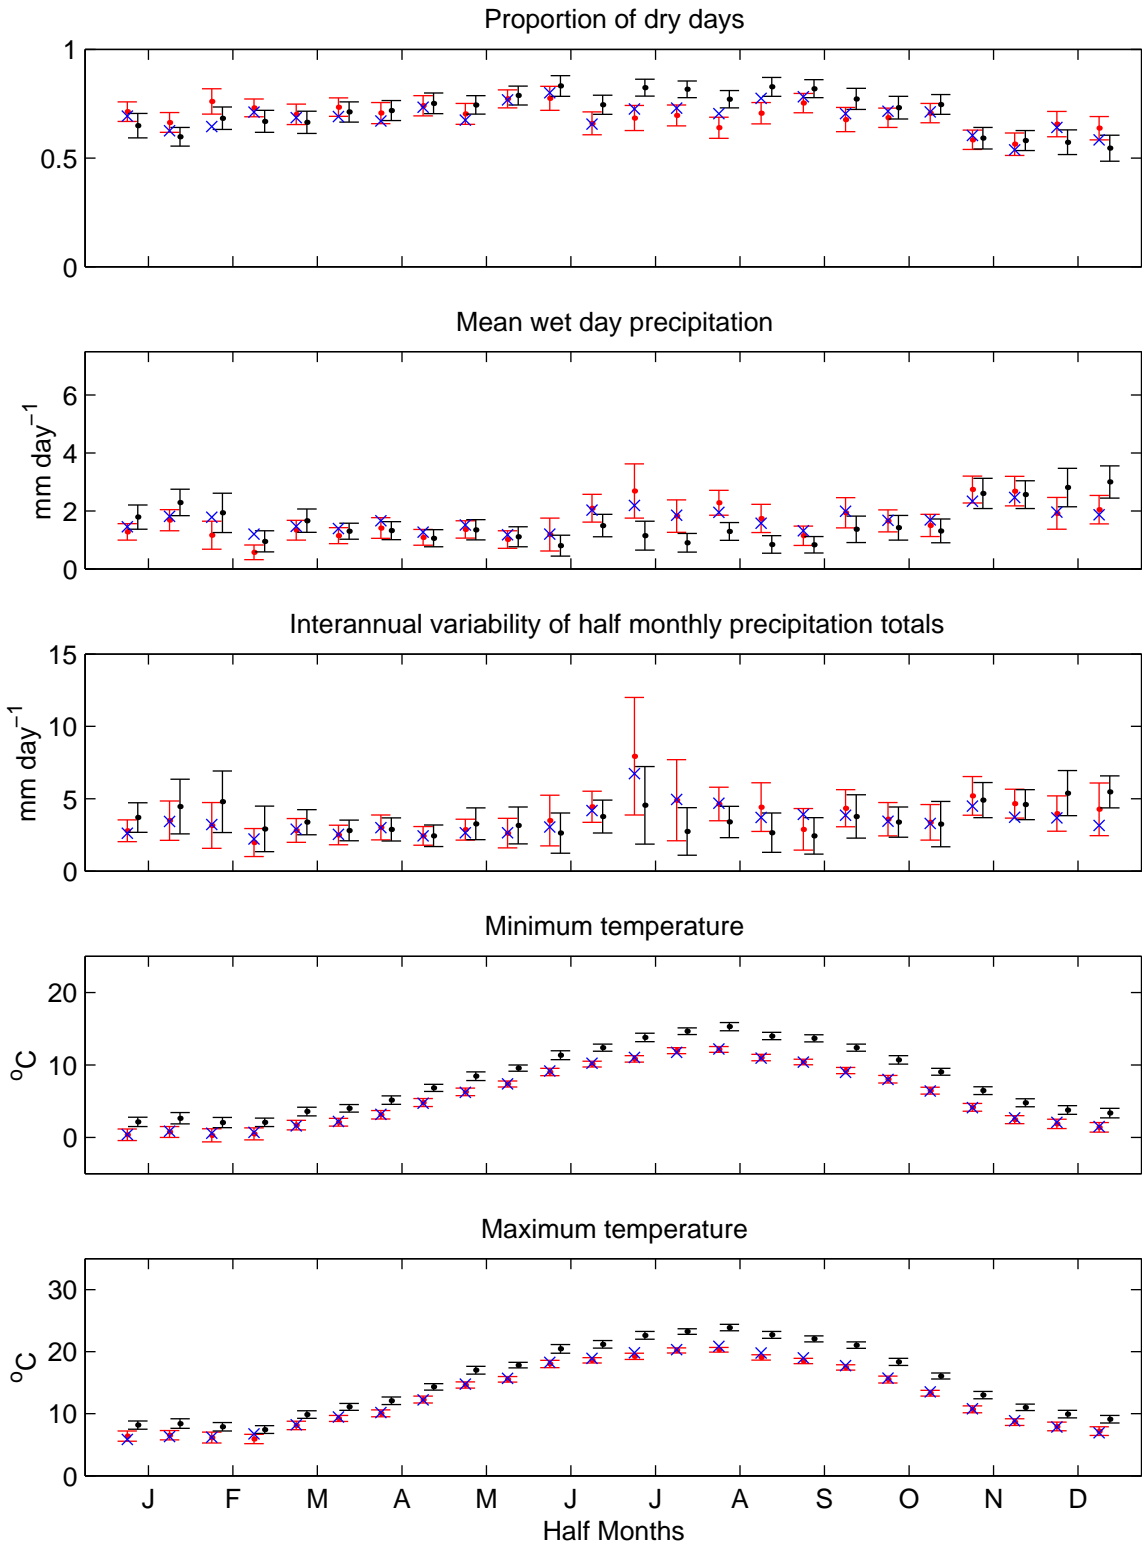 Proportion of dry days
1
0.5
0
Mean wet day precipitation
mm day⁻¹
6
4
2
0
Interannual variability of half monthly precipitation totals
mm day⁻¹
15
10
5
0
Minimum temperature
°C
20
10
0
Maximum temperature
°C
30
20
10
0
J F M A M J J A S O N D
Half Months